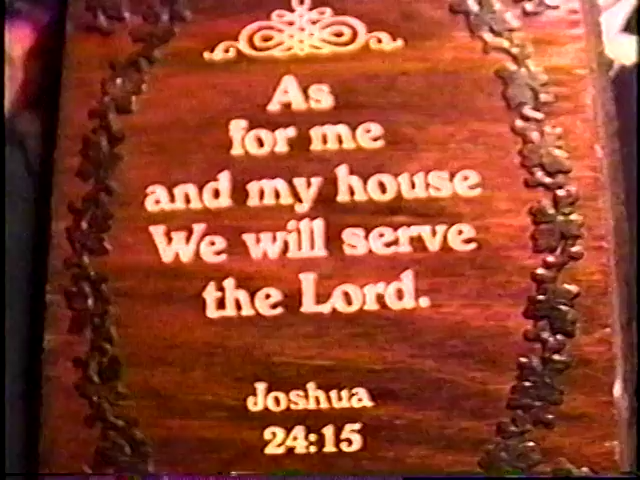 As
for me
and my house
We will serve
the Lord.
Joshua
24:15